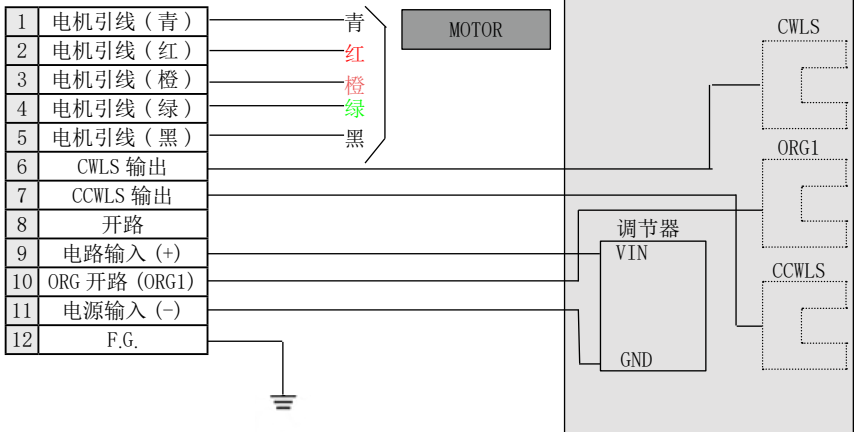 1 电机引线 ( 青 ) 青
2 电机引线 ( 红 ) 红
3 电机引线 ( 橙 ) 橙
4 电机引线 ( 绿 ) 绿
5 电机引线 ( 黑 ) 黑
6 CWLS 输出
7 CCWLS 输出
8 开路
9 电路输入 (+)
10 ORG 开路 (ORG1)
11 电源输入 (-)
12 F.G.
MOTOR
调节器
VIN
GND
CWLS
ORG1
CCWLS